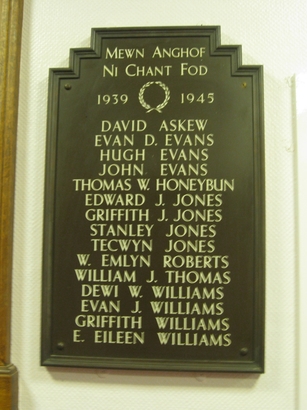 MEWN ANGHOF
NI CHANT FOD
1939 1945
DAVID ASKEW
EVAN D. EVANS
HUGH EVANS
JOHN EVANS
THOMAS W. HONEYBUN
EDWARD J. JONES
GRIFFITH J. JONES
STANLEY JONES
TECWYN JONES
W. EMLYN ROBERTS
WILLIAM J. THOMAS
DEWI W. WILLIAMS
EVAN J. WILLIAMS
GRIFFITH WILLIAMS
E. EILEEN WILLIAMS